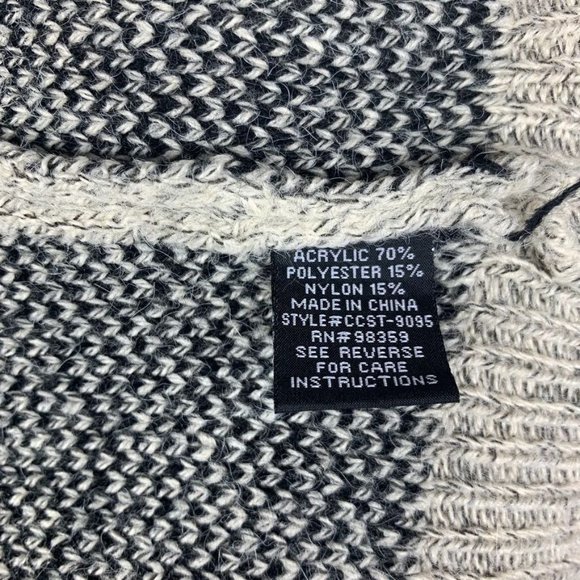 ACRYLIC 70%
POLYESTER 15%
NYLON 15%
MADE IN CHINA
STYLE#CCST-9095
RN#98359
SEE REVERSE
FOR CARE
INSTRUCTIONS